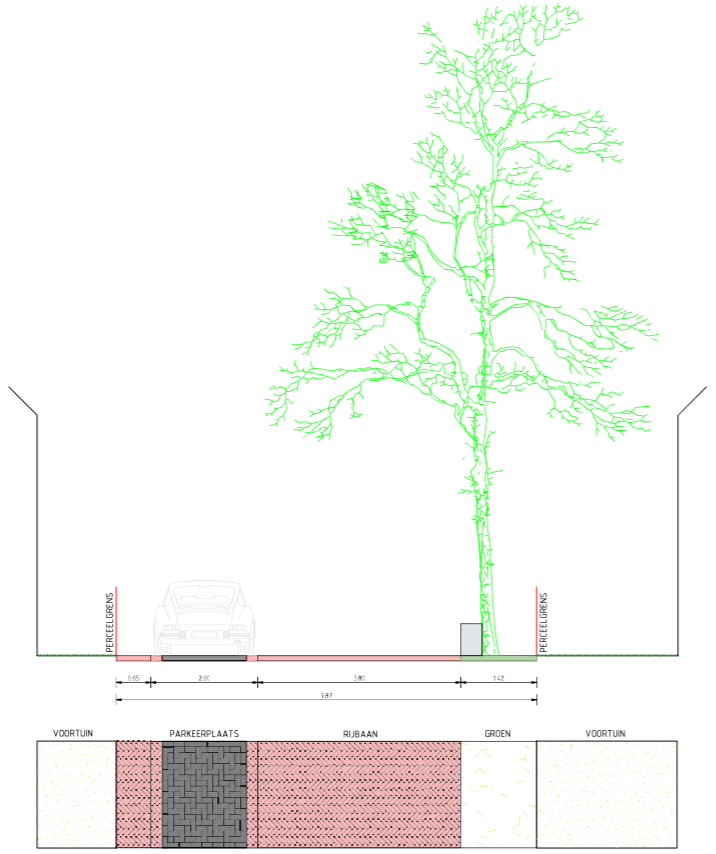 PERCEELGRENS
PERCEELGRENS
0.65 2.00 3.80 1.42
7.87
VOORTUIN PARKEERPLAATS RIJBAAN GROEN VOORTUIN